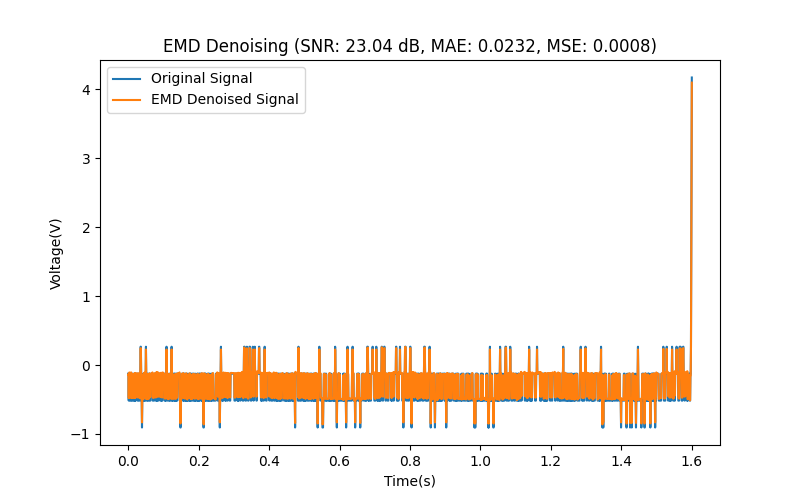 EMD Denoising (SNR: 23.04 dB, MAE: 0.0232, MSE: 0.0008)
Original Signal
EMD Denoised Signal
Voltage(V)
4
3
2
1
0
−1
0.0 0.2 0.4 0.6 0.8 1.0 1.2 1.4 1.6
Time(s)